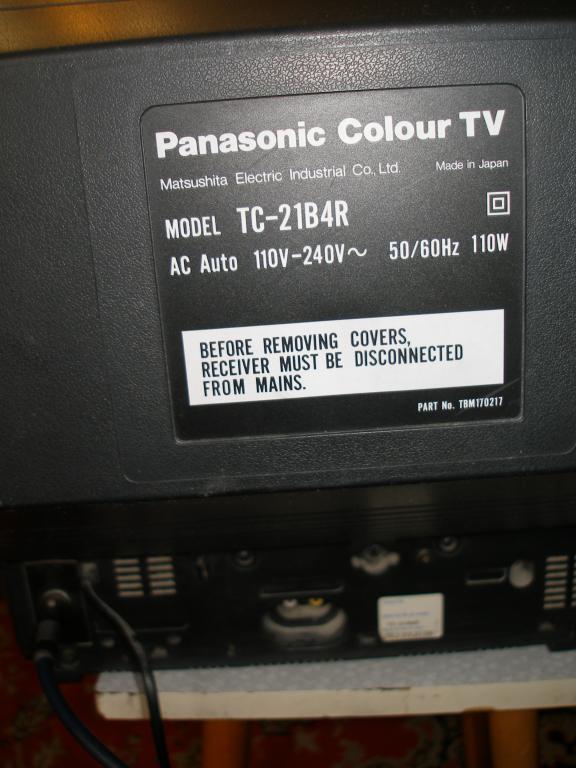 Panasonic Colour TV
Matsushita Electric Industrial Co., Ltd. Made in Japan
MODEL TC-21B4R
AC Auto 110V-240V~ 50/60Hz 110W
BEFORE REMOVING COVERS,
RECEIVER MUST BE DISCONNECTED
FROM MAINS.
PART No. TBM170217